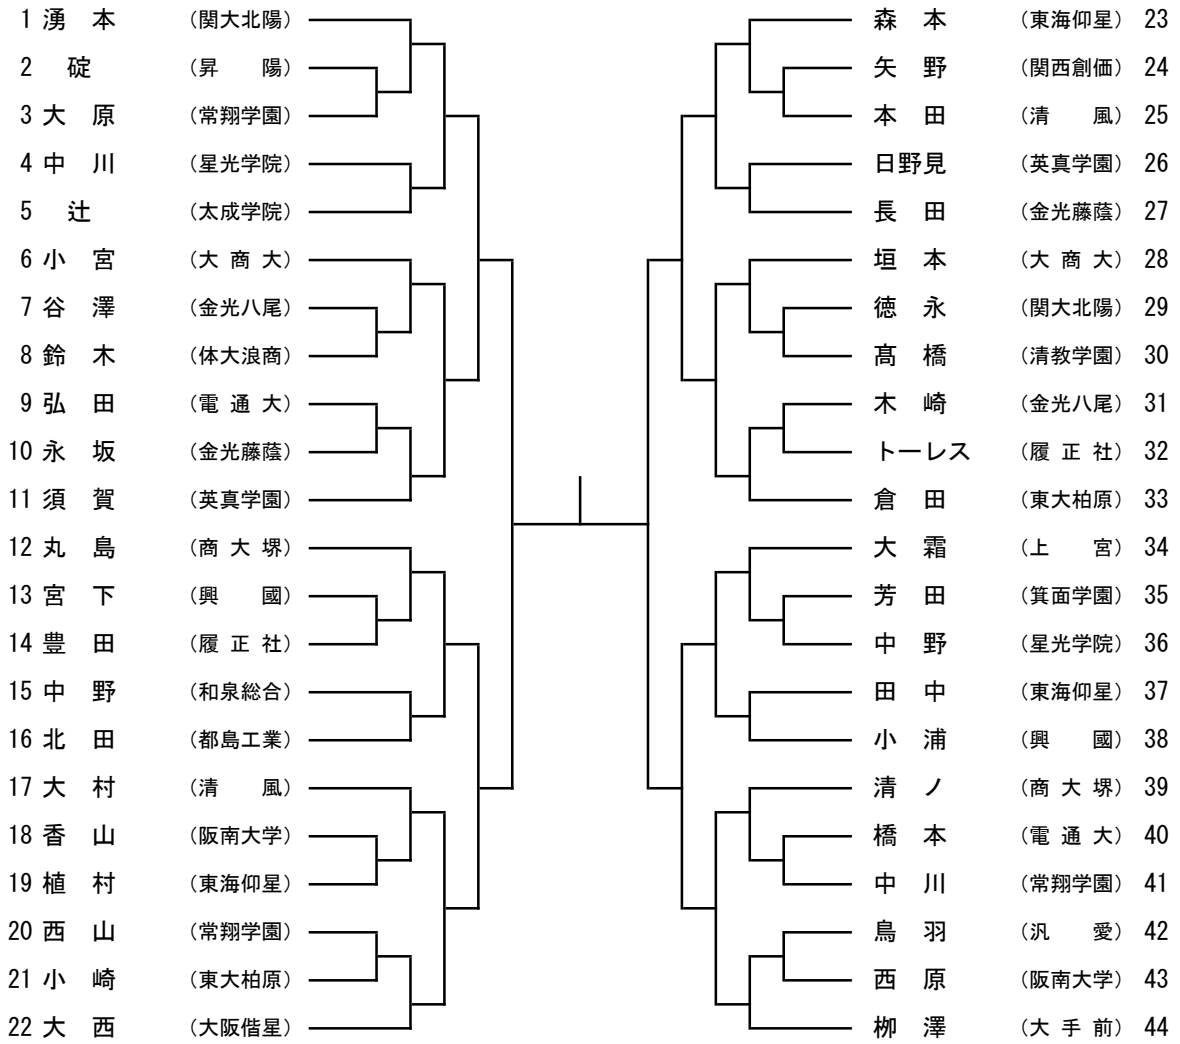 1 湧本 (関大北陽)
2 碇 (昇陽)
3 大原 (常翔学園)
4 中川 (星光学院)
5 辻 (太成学院)
6 小宮 (大商大)
7 谷澤 (金光八尾)
8 鈴木 (体大浪商)
9 弘田 (電通大)
10 永坂 (金光藤蔭)
11 須賀 (英真学園)
12 丸島 (商大堺)
13 宮下 (興國)
14 豊田 (履正社)
15 中野 (和泉総合)
16 北田 (都島工業)
17 大村 (清風)
18 香山 (阪南大学)
19 植村 (東海仰星)
20 西山 (常翔学園)
21 小崎 (東大柏原)
22 大西 (大阪偕星)
森本 (東海仰星) 23
矢野 (関西創価) 24
本田 (清風) 25
日野見 (英真学園) 26
長田 (金光藤蔭) 27
垣本 (大商大) 28
徳永 (関大北陽) 29
髙橋 (清教学園) 30
木崎 (金光八尾) 31
トーレス (履正社) 32
倉田 (東大柏原) 33
大霜 (上宮) 34
芳田 (箕面学園) 35
中野 (星光学院) 36
田中 (東海仰星) 37
小浦 (興國) 38
清ノ (商大堺) 39
橋本 (電通大) 40
中川 (常翔学園) 41
鳥羽 (汎愛) 42
西原 (阪南大学) 43
栁澤 (大手前) 44